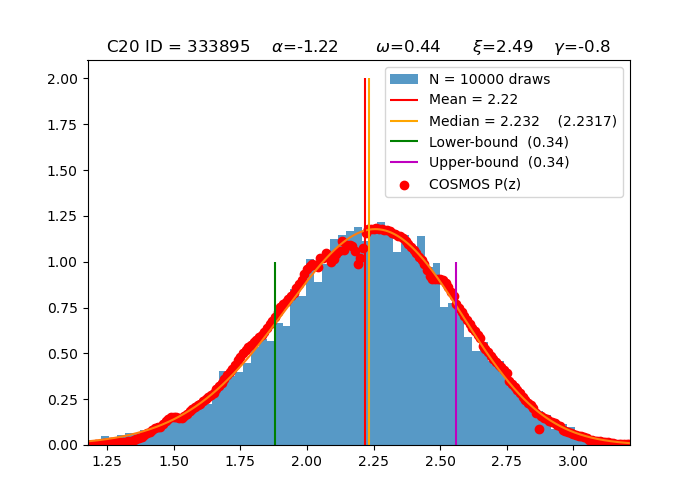 C20 ID = 333895 α=-1.22 ω=0.44 ξ=2.49 γ=-0.8
N = 10000 draws
Mean = 2.22
Median = 2.232 (2.2317)
Lower-bound (0.34)
Upper-bound (0.34)
COSMOS P(z)
2.00
1.75
1.50
1.25
1.00
0.75
0.50
0.25
0.00
1.25 1.50 1.75 2.00 2.25 2.50 2.75 3.00